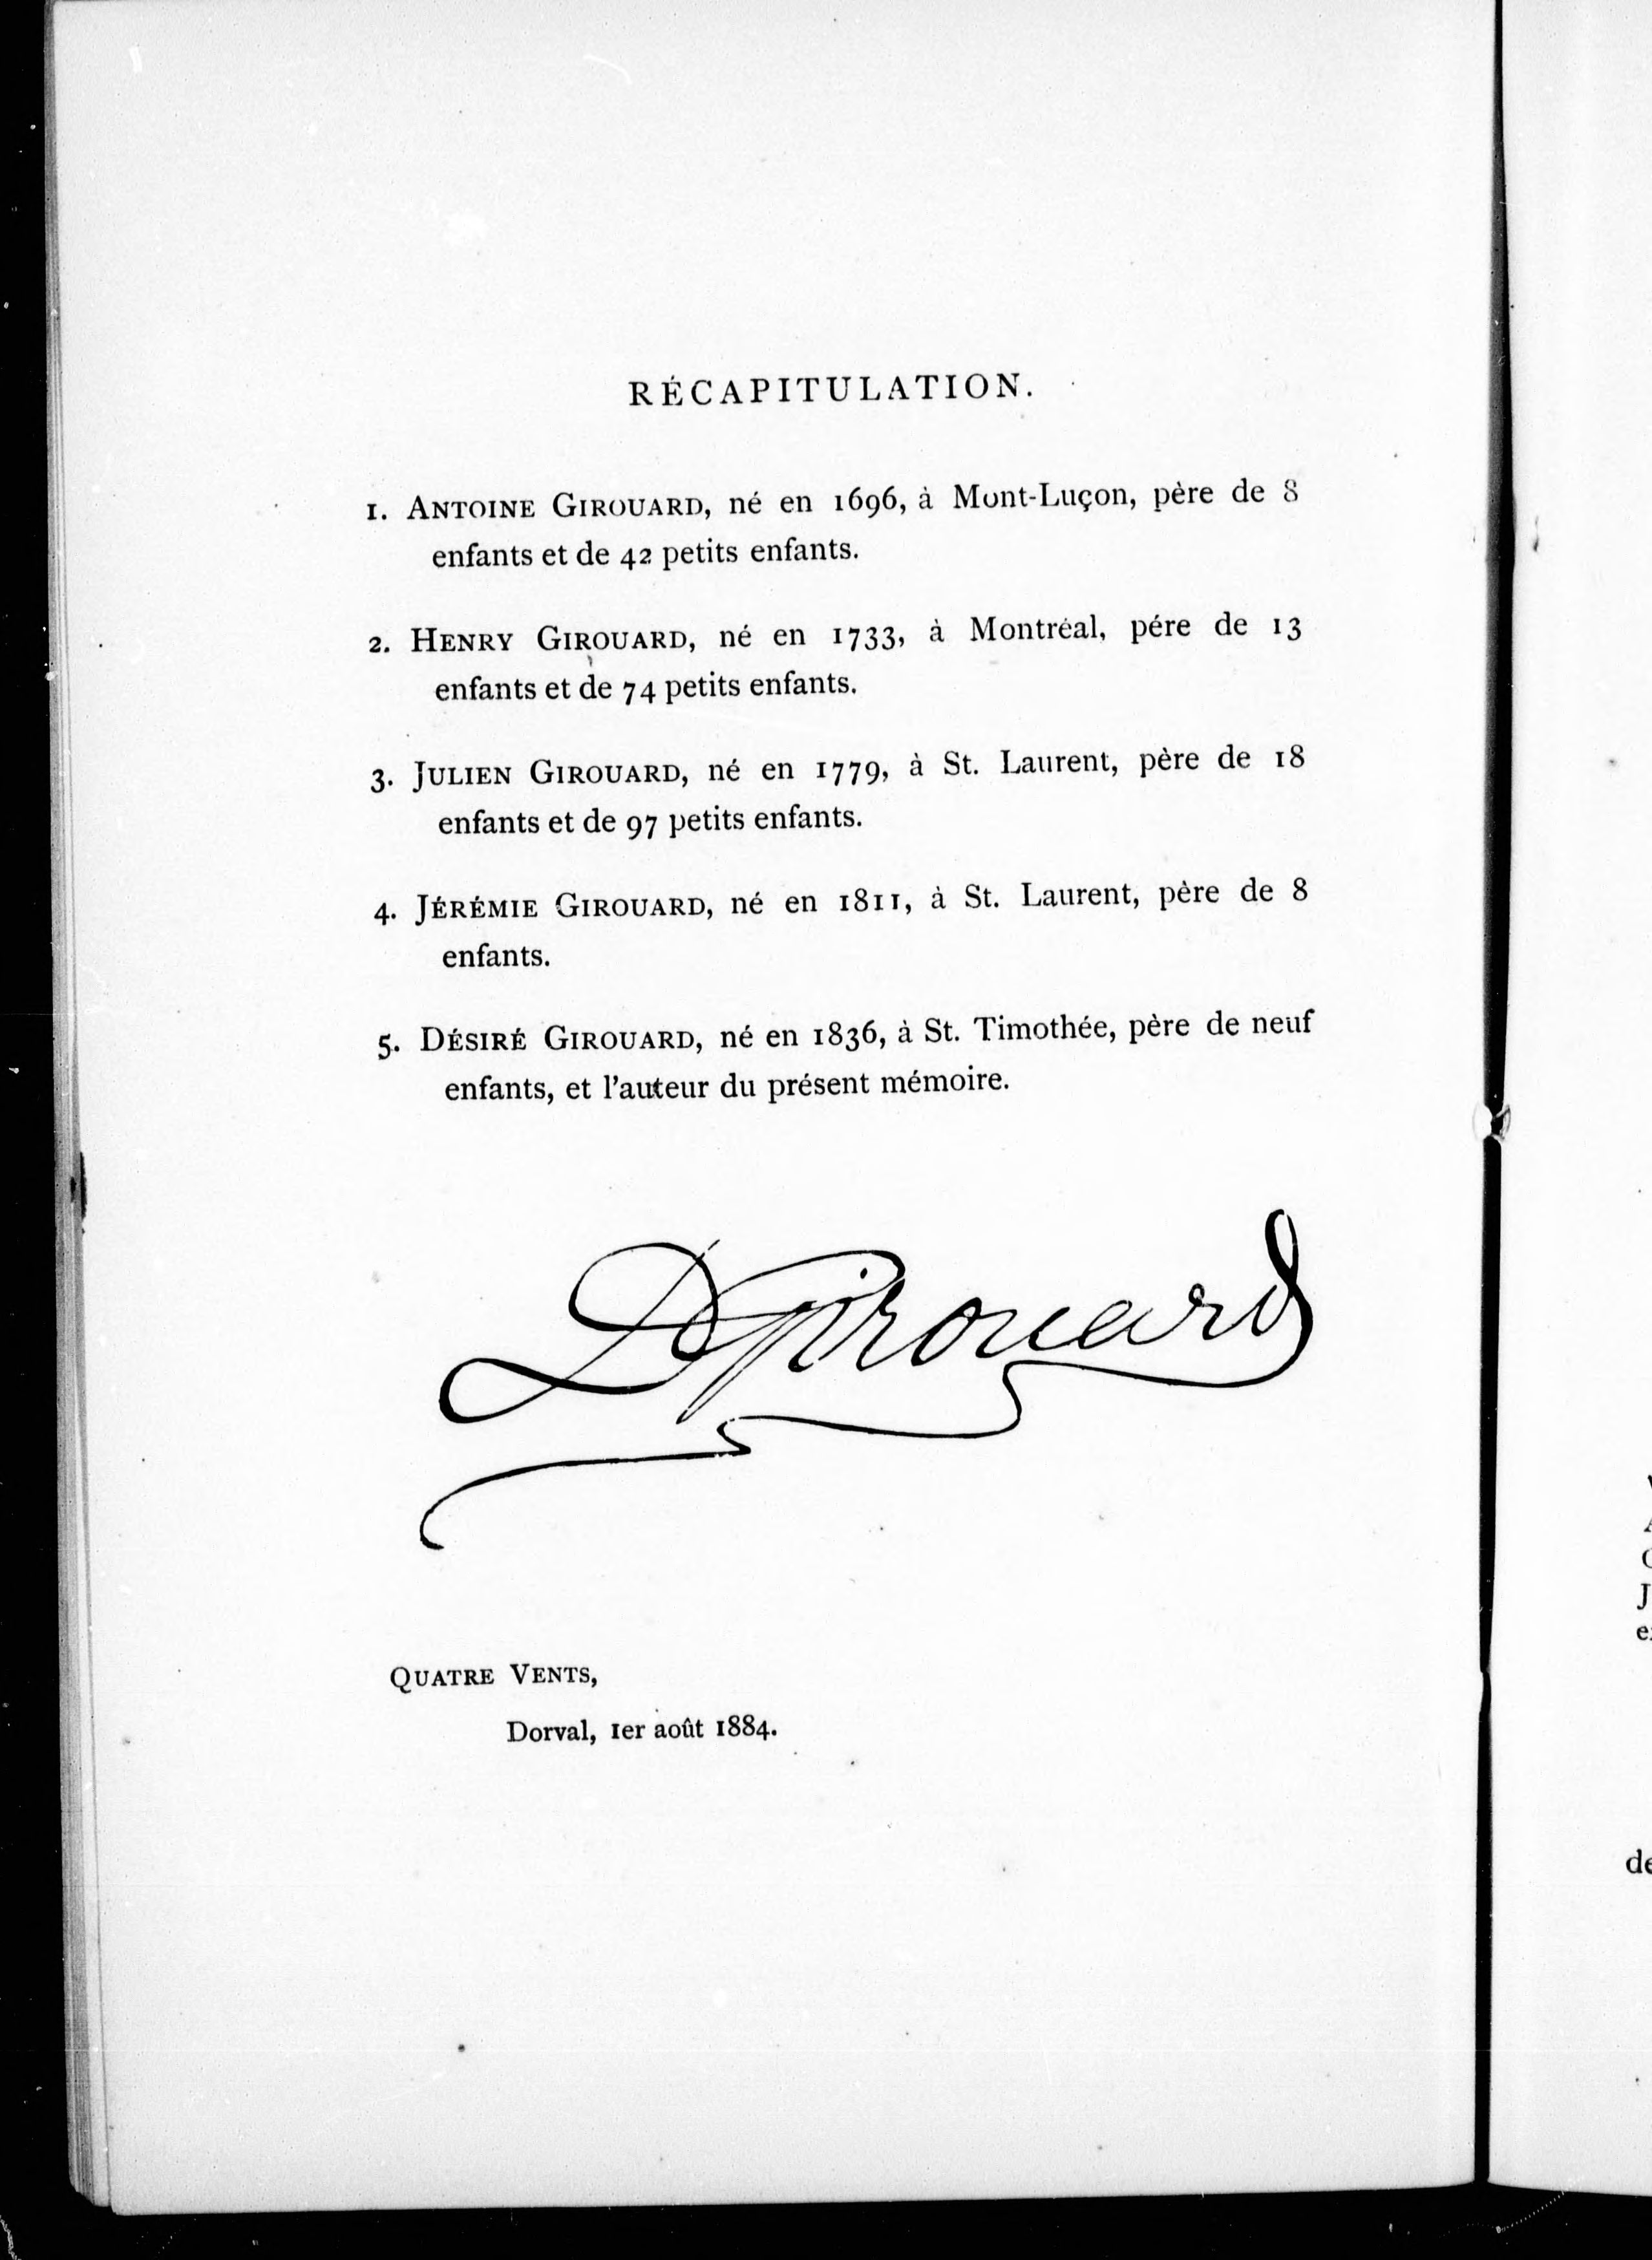 RÉCAPITULATION.
1. ANTOINE GIROUARD, né en 1696, à Mont-Luçon, père de 8
enfants et de 42 petits enfants.
2. HENRY GIROUARD, né en 1733, à Montréal, pére de 13
enfants et de 74 petits enfants.
3. JULIEN GIROUARD, né en 1779, à St. Laurent, père de 18
enfants et de 97 petits enfants.
4. JÉRÉMIE GIROUARD, né en 1811, à St. Laurent, père de 8
enfants.
5. DÉSIRÉ GIROUARD, né en 1836, à St. Timothée, père de neuf
enfants, et l'auteur du présent mémoire.
D Girouard
QUATRE VENTS,
Dorval, 1er août 1884.